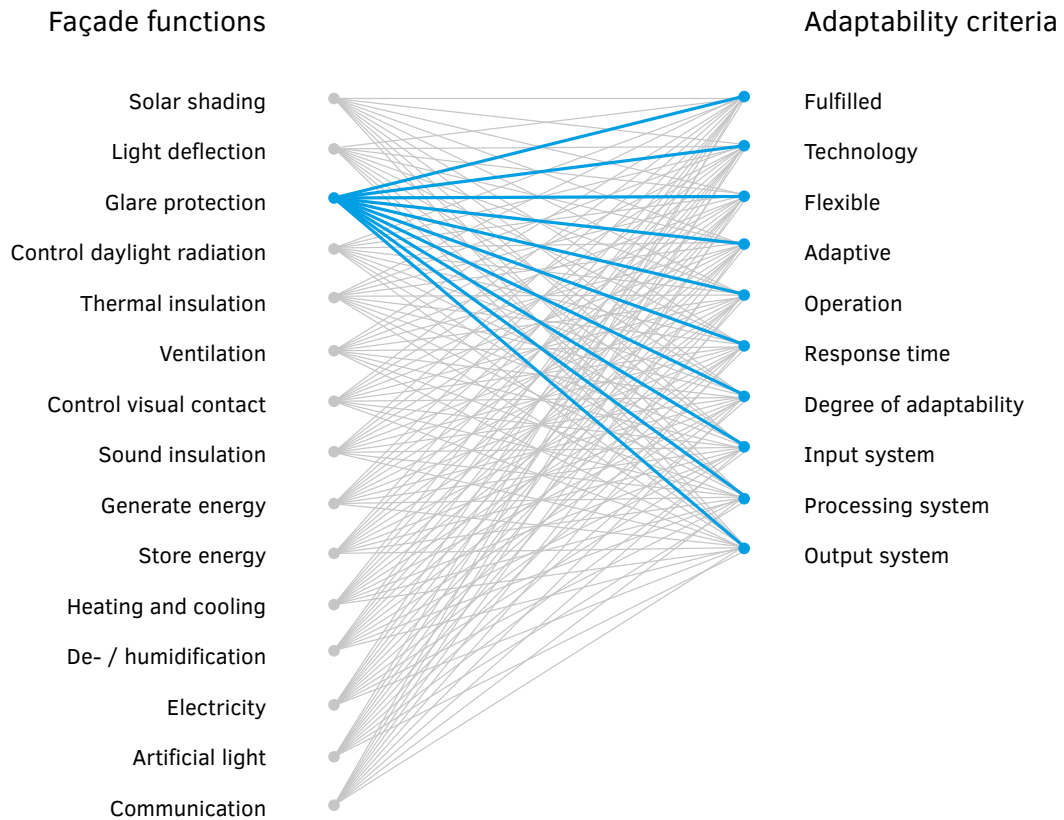 Façade functions
Solar shading
Light deflection
Glare protection
Control daylight radiation
Thermal insulation
Ventilation
Control visual contact
Sound insulation
Generate energy
Store energy
Heating and cooling
De- / humidification
Electricity
Artificial light
Communication
Adaptability criteria
Fulfilled
Technology
Flexible
Adaptive
Operation
Response time
Degree of adaptability
Input system
Processing system
Output system